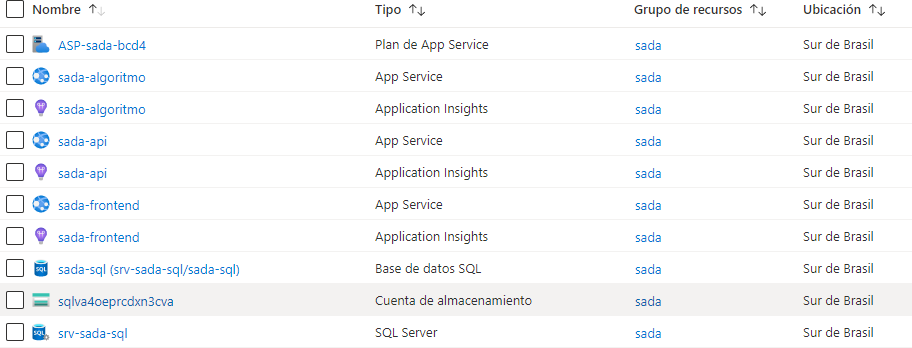 Nombre ↑↓ Tipo ↑↓ Grupo de recursos ↑↓ Ubicación ↑↓
ASP-sada-bcd4 Plan de App Service sada Sur de Brasil
sada-algoritmo App Service sada Sur de Brasil
sada-algoritmo Application Insights sada Sur de Brasil
sada-api App Service sada Sur de Brasil
sada-api Application Insights sada Sur de Brasil
sada-frontend App Service sada Sur de Brasil
sada-frontend Application Insights sada Sur de Brasil
sada-sql (srv-sada-sql/sada-sql) Base de datos SQL sada Sur de Brasil
sqlva4oeprcdxn3cva Cuenta de almacenamiento sada Sur de Brasil
srv-sada-sql SQL Server sada Sur de Brasil